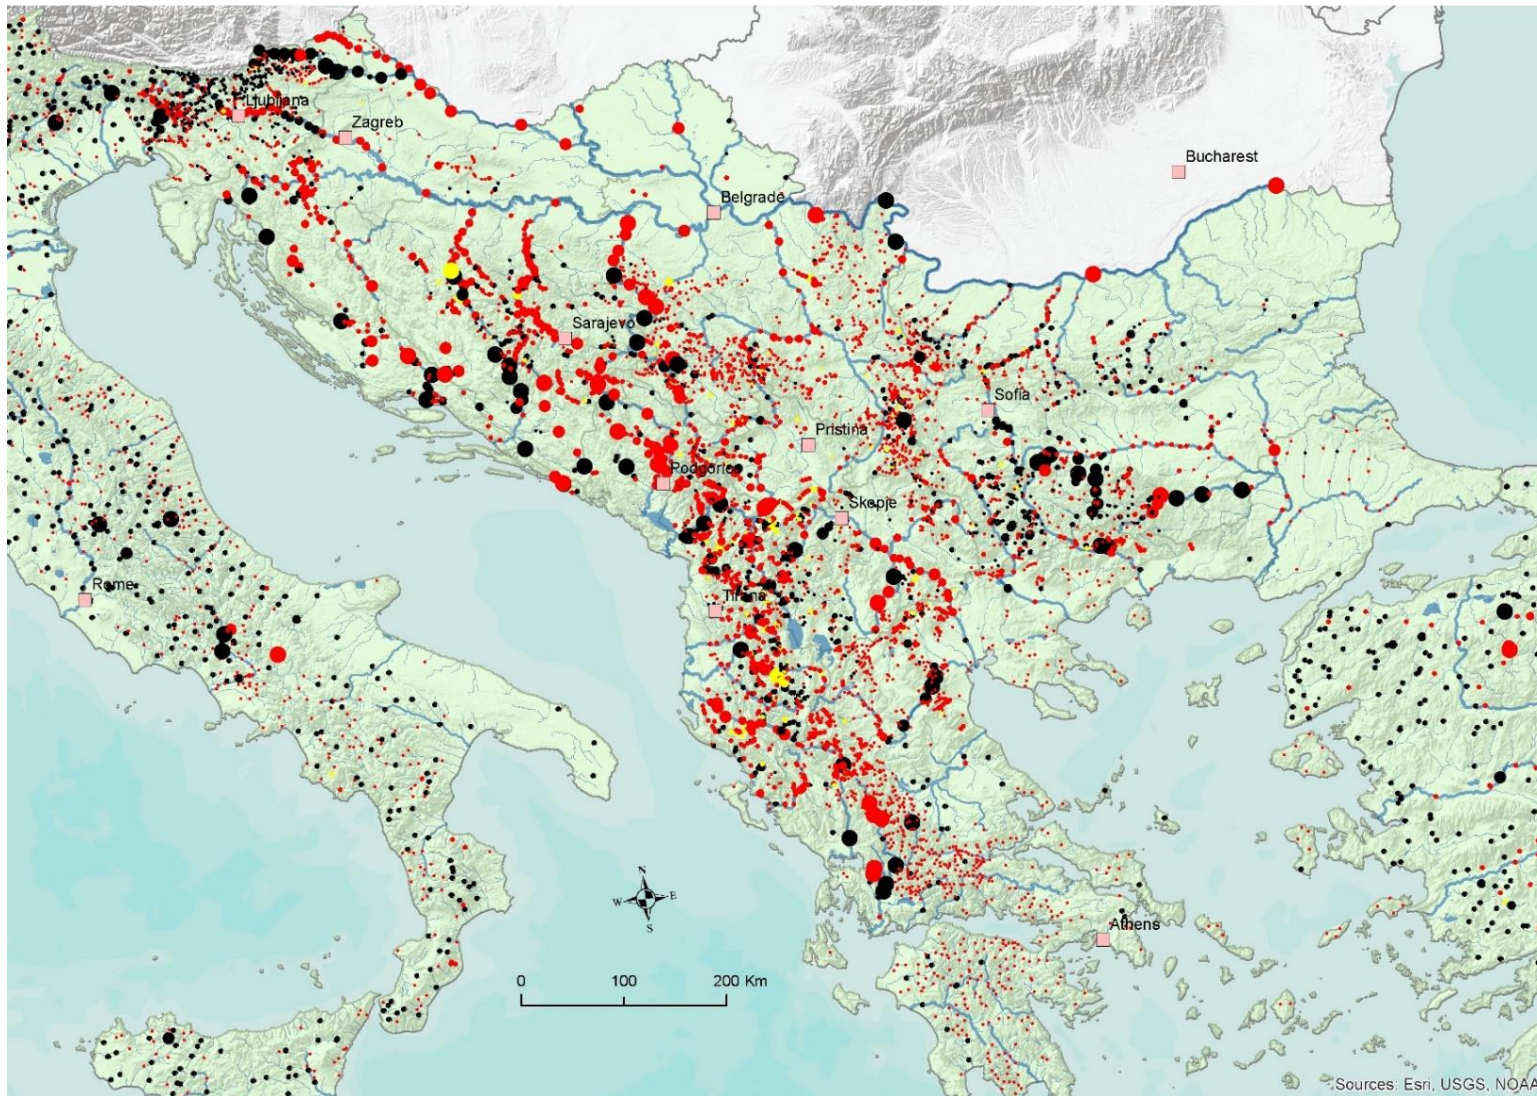 Ljubljana
Zagreb
Bucharest
Belgrade
Sarajevo
Sofia
Pristina
Podgorica
Skopje
Rome
Tirana
N
W
E
S
Athens
0 100 200 Km
Sources: Esri, USGS, NOAA